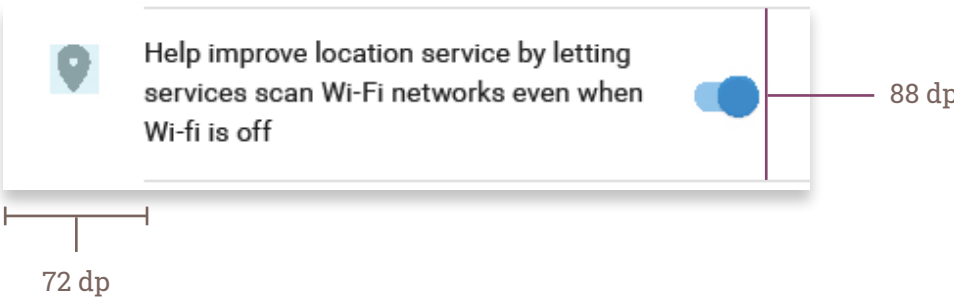 Help improve location service by letting
services scan Wi-Fi networks even when
Wi-fi is off
88 dp
72 dp